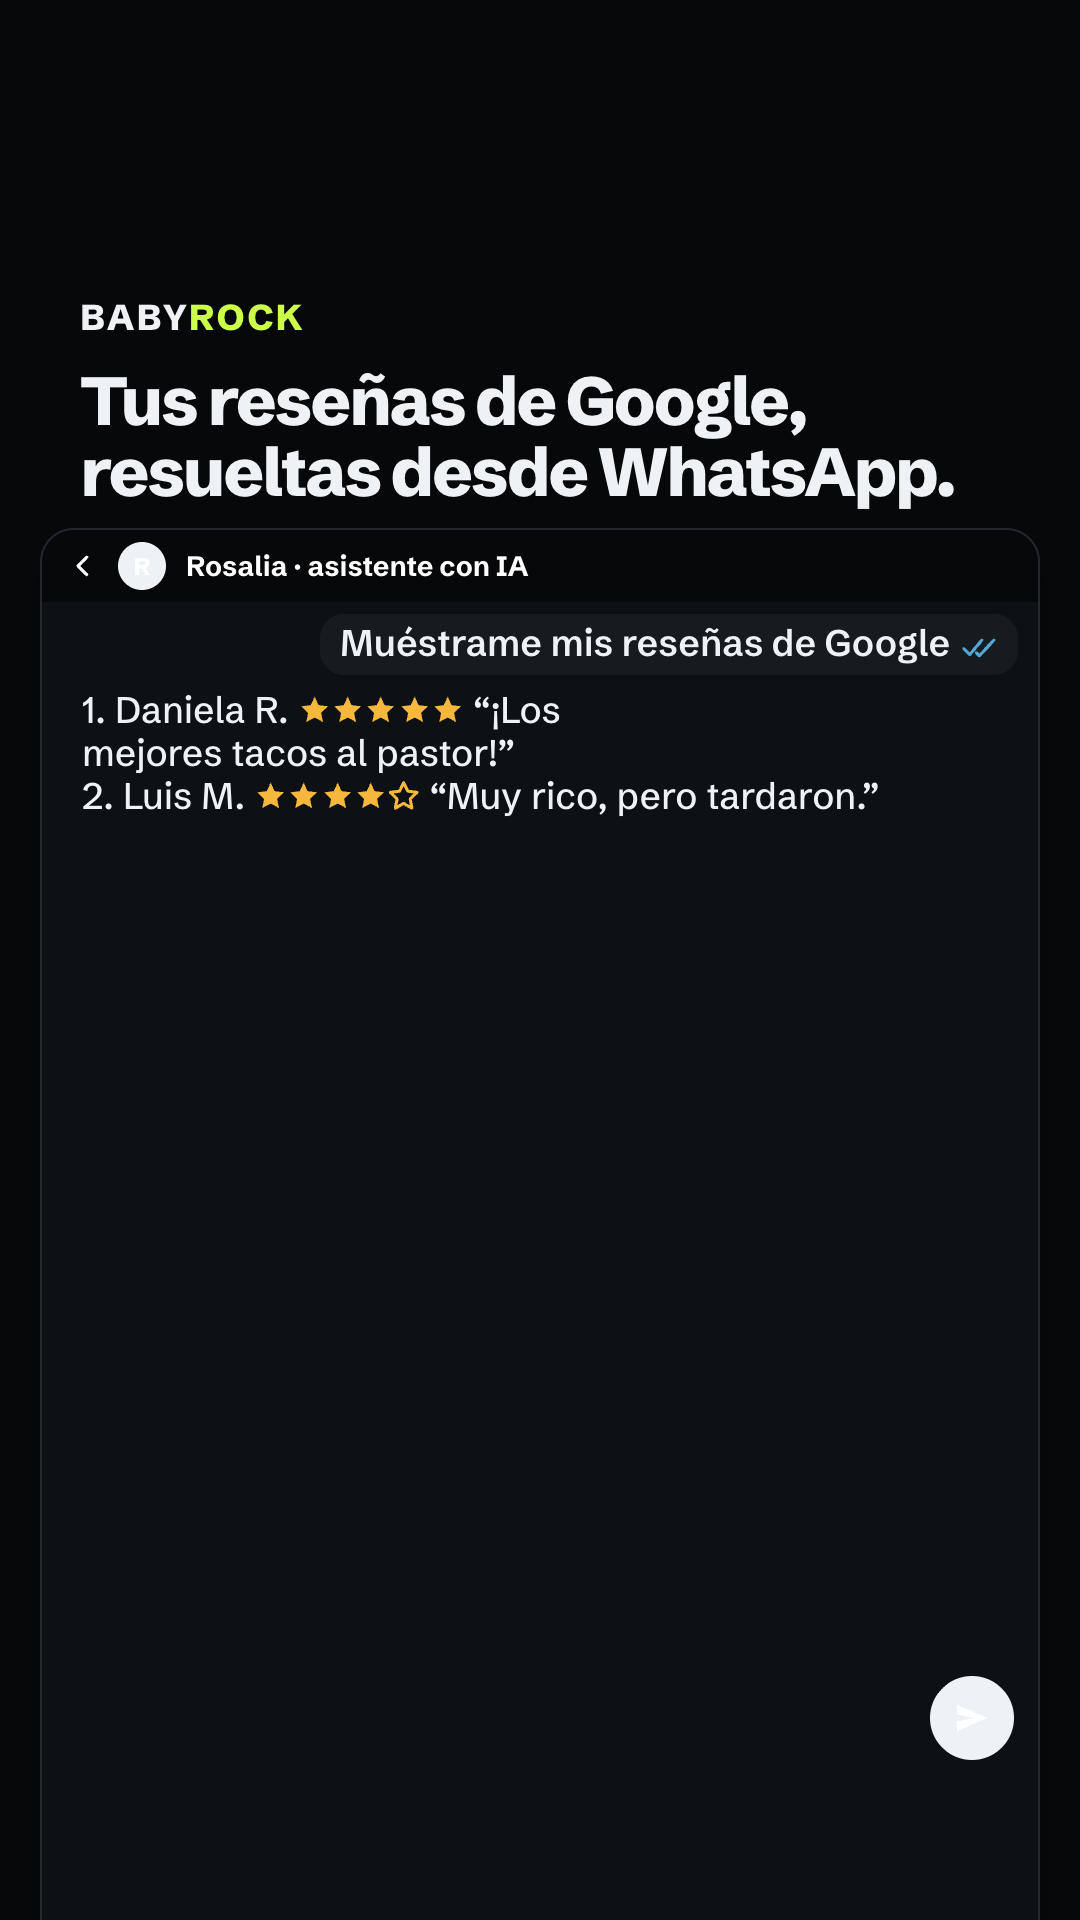 BABYROCK
Tus reseñas de Google,
resueltas desde WhatsApp.
R
Rosalia · asistente con IA
Muéstrame mis reseñas de Google
1. Daniela R. ★★★★★ “¡Los
mejores tacos al pastor!”
2. Luis M. ★★★★☆ “Muy rico, pero tardaron.”